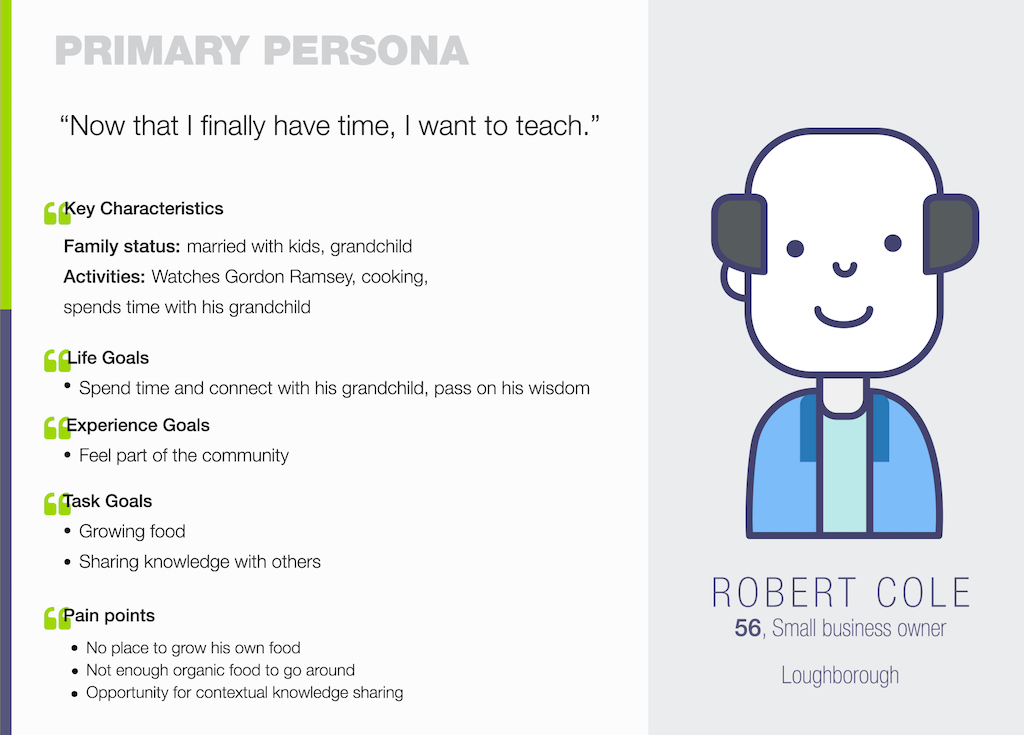 PRIMARY PERSONA
“Now that I finally have time, I want to teach.”
Key Characteristics
Family status: married with kids, grandchild
Activities: Watches Gordon Ramsey, cooking,
spends time with his grandchild
Life Goals
• Spend time and connect with his grandchild, pass on his wisdom
Experience Goals
• Feel part of the community
Task Goals
• Growing food
• Sharing knowledge with others
Pain points
• No place to grow his own food
• Not enough organic food to go around
• Opportunity for contextual knowledge sharing
ROBERT COLE
56, Small business owner
Loughborough